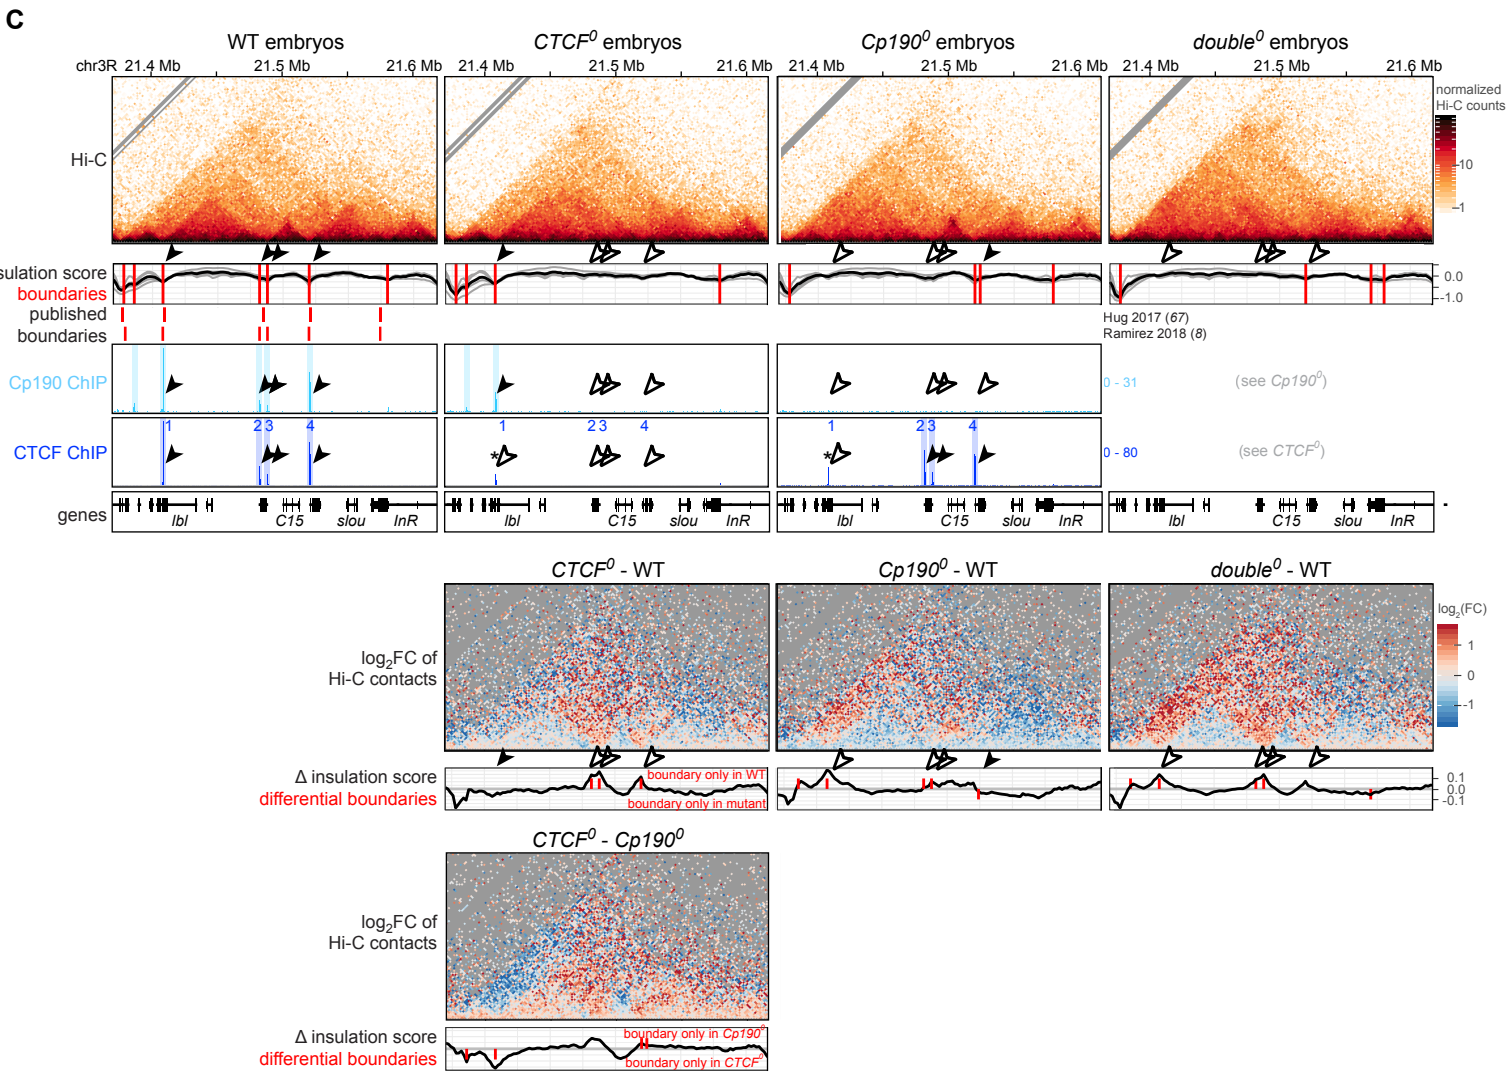 C
WT embryos
CTCF⁰ embryos
Cp190⁰ embryos
double⁰ embryos
chr3R 21.4 Mb 21.5 Mb 21.6 Mb
21.4 Mb 21.5 Mb 21.6 Mb
21.4 Mb 21.5 Mb 21.6 Mb
21.4 Mb 21.5 Mb 21.6 Mb
normalized
Hi-C counts
10
1
Hi-C
sulation score
boundaries
0.0
-1.0
published
boundaries
Hug 2017 (67)
Ramirez 2018 (8)
Cp190 ChIP
0 - 31
(see Cp190⁰)
CTCF ChIP
1 2 3 4
* 1 2 3 4
* 1 2 3 4
0 - 80
(see CTCF⁰)
genes
lbl C15 slou InR
lbl C15 slou InR
lbl C15 slou InR
lbl C15 slou InR
CTCF⁰ - WT
Cp190⁰ - WT
double⁰ - WT
log₂FC of
Hi-C contacts
log₂(FC)
1
0
-1
Δ insulation score
differential boundaries
boundary only in WT
boundary only in mutant
0.1
0.0
-0.1
CTCF⁰ - Cp190⁰
log₂FC of
Hi-C contacts
Δ insulation score
differential boundaries
boundary only in Cp190⁰
boundary only in CTCF⁰